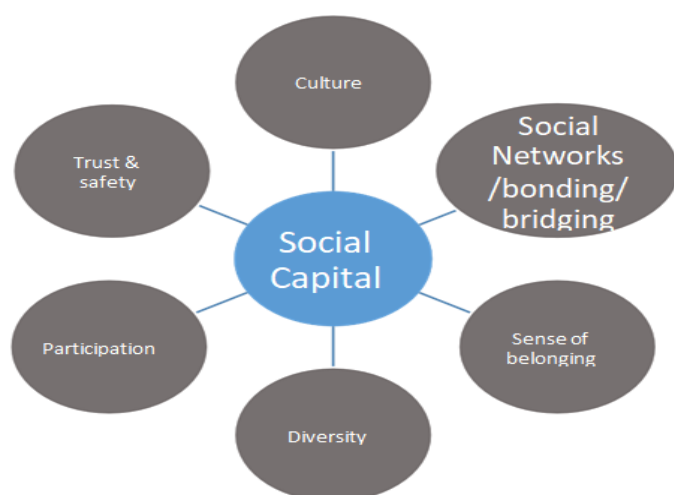 Culture
Social
Networks
/bonding/
bridging
Trust &
safety
Social
Capital
Participation
Sense of
belonging
Diversity